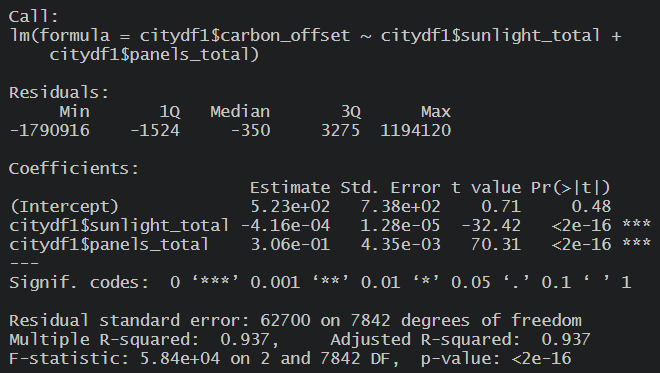 Call:
lm(formula = citydf1$carbon_offset ~ citydf1$sunlight_total +
    citydf1$panels_total)

Residuals:
     Min       1Q   Median       3Q      Max
-1790916    -1524     -350     3275  1194120

Coefficients:
                        Estimate Std. Error t value Pr(>|t|)
(Intercept)             5.23e+02   7.38e+02    0.71     0.48
citydf1$sunlight_total -4.16e-04   1.28e-05  -32.42   <2e-16 ***
citydf1$panels_total    3.06e-01   4.35e-03   70.31   <2e-16 ***
---
Signif. codes:  0 ‘***’ 0.001 ‘**’ 0.01 ‘*’ 0.05 ‘.’ 0.1 ‘ ’ 1

Residual standard error: 62700 on 7842 degrees of freedom
Multiple R-squared:  0.937,	Adjusted R-squared:  0.937
F-statistic: 5.84e+04 on 2 and 7842 DF,  p-value: <2e-16